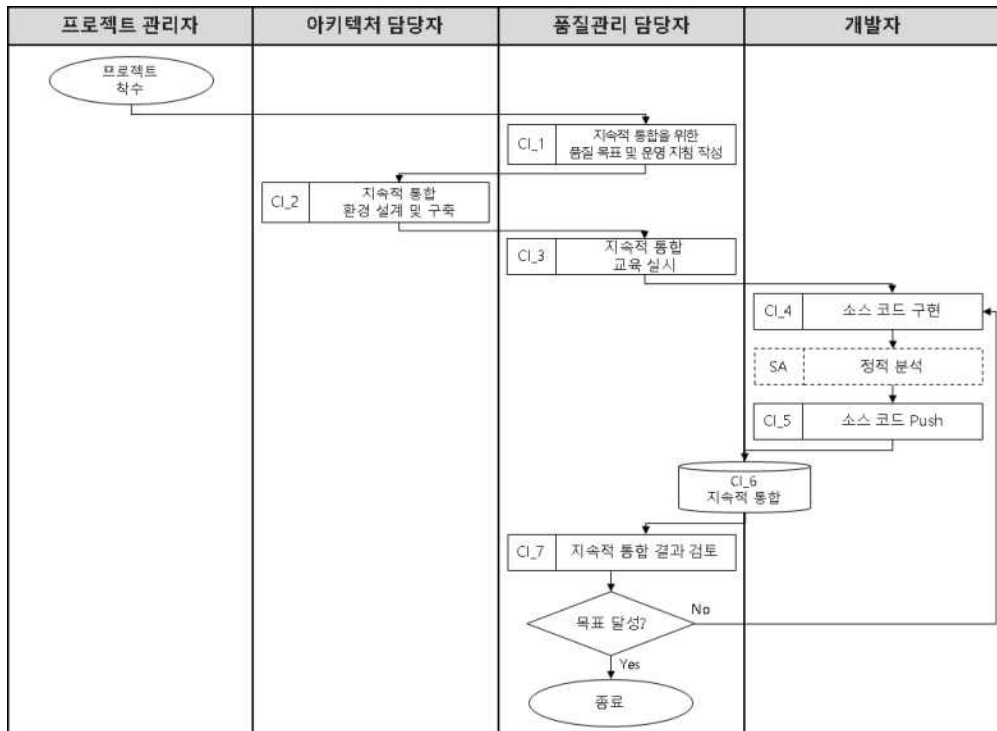 프로젝트 관리자
아키텍처 담당자
품질관리 담당자
개발자
프로젝트
착수
CI_1
지속적 통합을 위한
품질 목표 및 운영 지침 작성
CI_2
지속적 통합
환경 설계 및 구축
CI_3
지속적 통합
교육 실시
CI_4
소스 코드 구현
SA
정적 분석
CI_5
소스 코드 Push
CI_6
지속적 통합
CI_7
지속적 통합 결과 검토
목표 달성?
No
Yes
종료